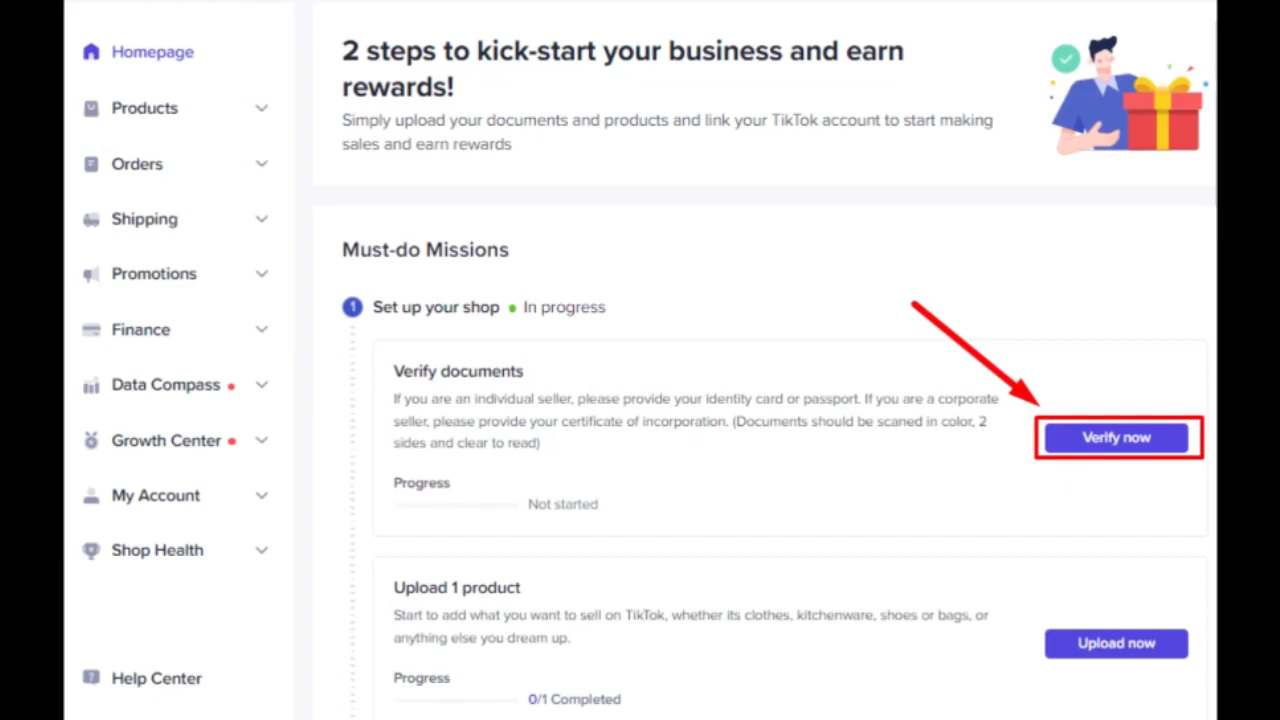 Homepage
Products
Orders
Shipping
Promotions
Finance
Data Compass
Growth Center
My Account
Shop Health
Help Center
2 steps to kick-start your business and earn
rewards!
Simply upload your documents and products and link your TikTok account to start making
sales and earn rewards
Must-do Missions
1 Set up your shop In progress
Verify documents
If you are an individual seller, please provide your identity card or passport. If you are a corporate
seller, please provide your certificate of incorporation. (Documents should be scaned in color, 2
sides and clear to read)
Verify now
Progress
Not started
Upload 1 product
Start to add what you want to sell on TikTok, whether its clothes, kitchenware, shoes or bags, or
anything else you dream up.
Upload now
Progress
0/1 Completed